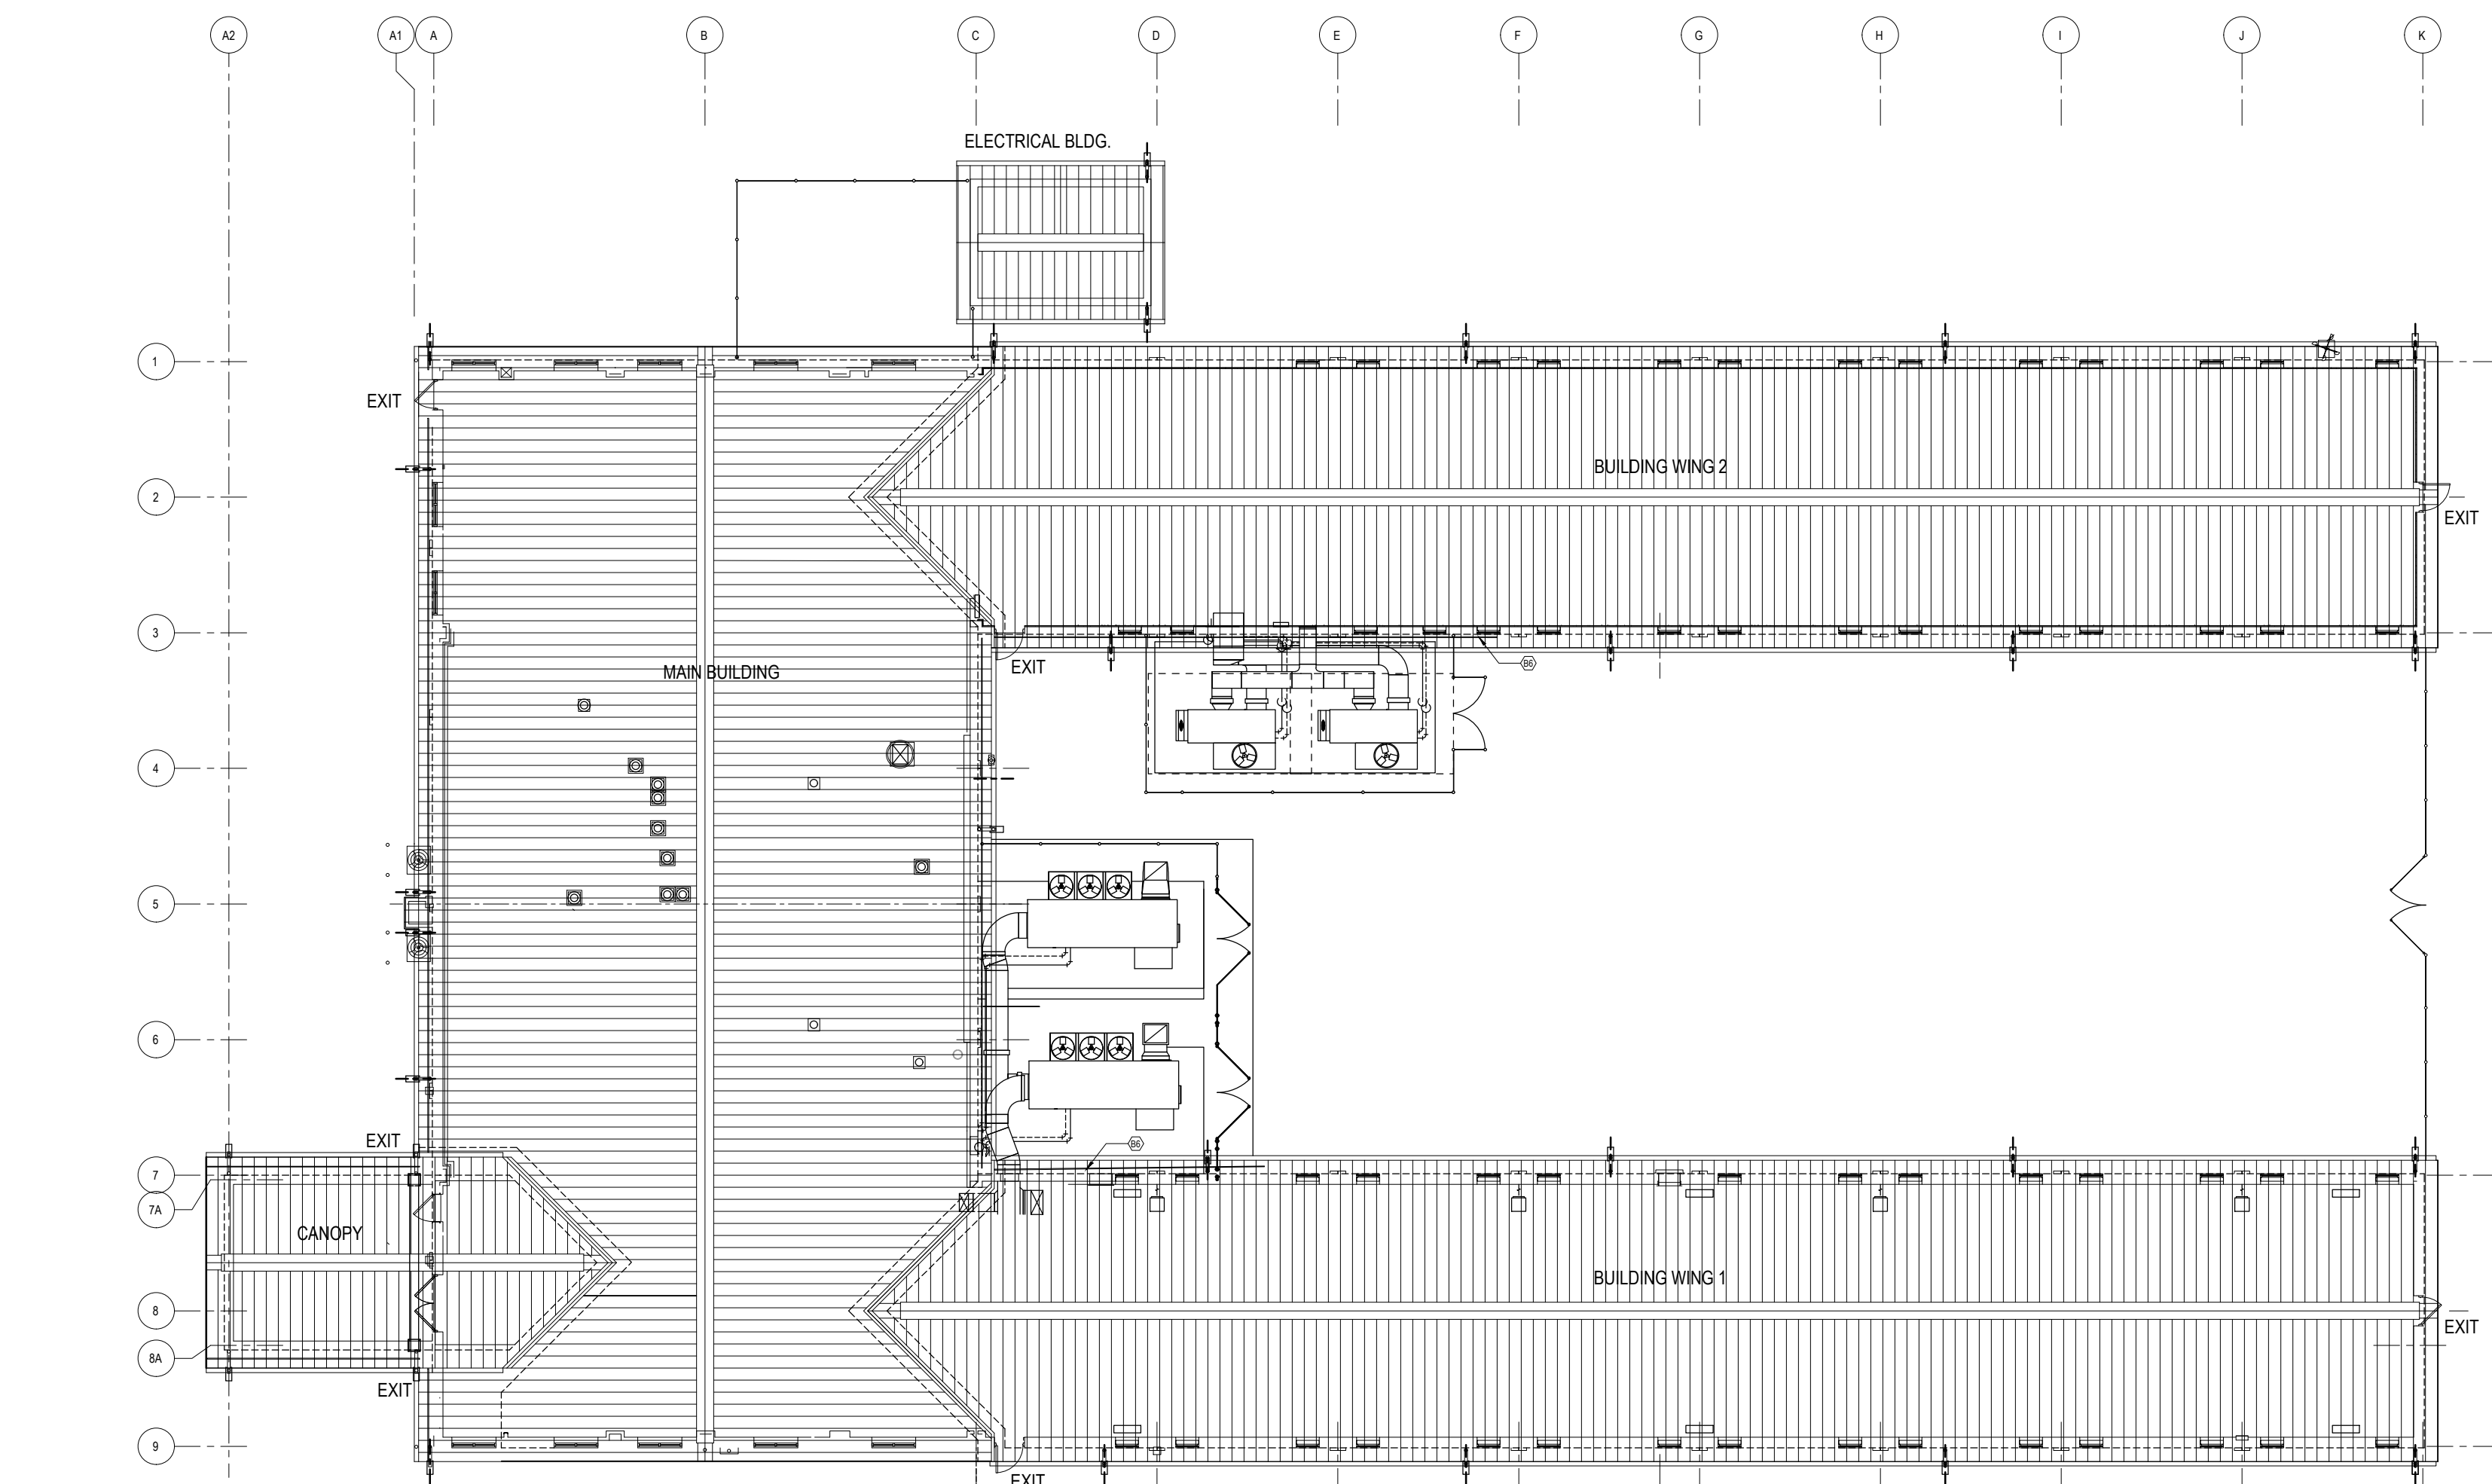 A2
A1
A
B
C
D
E
F
G
H
I
J
K
ELECTRICAL BLDG.
1
EXIT
BUILDING WING 2
2
EXIT
3
B6
EXIT
MAIN BUILDING
4
5
6
EXIT
B6
7
7A
CANOPY
BUILDING WING 1
8
EXIT
8A
EXIT
9
EXIT